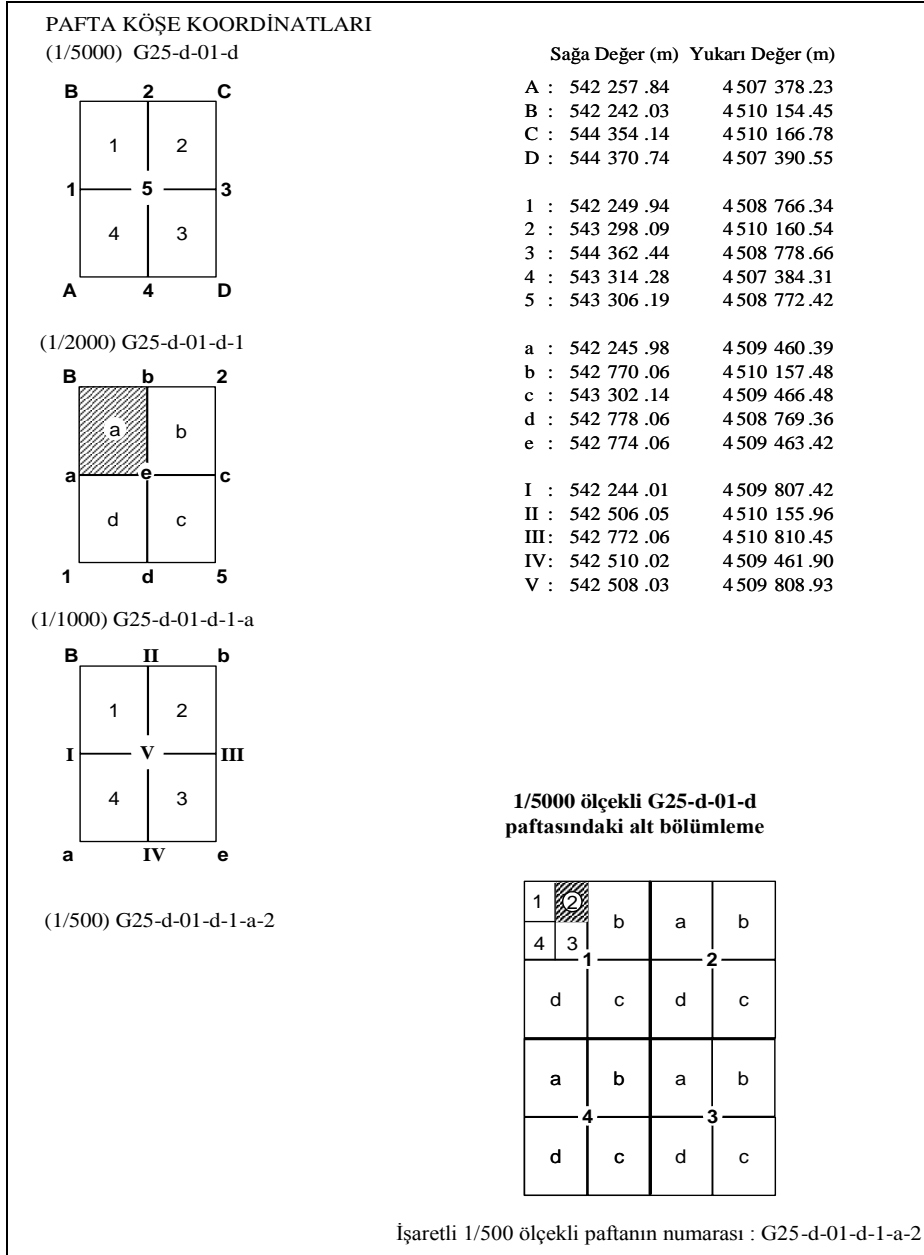 PAFTA KÖŞE KOORDİNATLARI
(1/5000) G25-d-01-d
B 2 C
1 2
1 5 3
4 3
A 4 D
(1/2000) G25-d-01-d-1
B b 2
a b
a e c
d c
1 d 5
(1/1000) G25-d-01-d-1-a
B II b
1 2
I V III
4 3
a IV e
(1/500) G25-d-01-d-1-a-2
Sağa Değer (m) Yukarı Değer (m)
A : 542 257 .84 4 507 378 .23
B : 542 242 .03 4 510 154 .45
C : 544 354 .14 4 510 166 .78
D : 544 370 .74 4 507 390 .55
1 : 542 249 .94 4 508 766 .34
2 : 543 298 .09 4 510 160 .54
3 : 544 362 .44 4 508 778 .66
4 : 543 314 .28 4 507 384 .31
5 : 543 306 .19 4 508 772 .42
a : 542 245 .98 4 509 460 .39
b : 542 770 .06 4 510 157 .48
c : 543 302 .14 4 509 466 .48
d : 542 778 .06 4 508 769 .36
e : 542 774 .06 4 509 463 .42
I : 542 244 .01 4 509 807 .42
II : 542 506 .05 4 510 155 .96
III: 542 772 .06 4 510 810 .45
IV: 542 510 .02 4 509 461 .90
V : 542 508 .03 4 509 808 .93
1/5000 ölçekli G25-d-01-d
paftasındaki alt bölümleme
1 2 b a b
4 3
1 2
d c d c
a b a b
4 3
d c d c
İşaretli 1/500 ölçekli paftanın numarası : G25-d-01-d-1-a-2